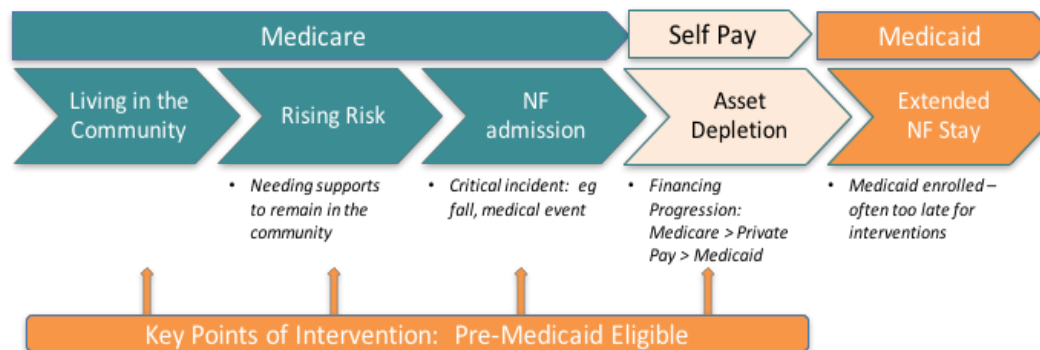 Medicare
Self Pay
Medicaid
Living in the
Community
Rising Risk
NF
admission
Asset
Depletion
Extended
NF Stay
• Needing supports
to remain in the
community
• Critical incident: eg
fall, medical event
• Financing
Progression:
Medicare > Private
Pay > Medicaid
• Medicaid enrolled –
often too late for
interventions
Key Points of Intervention: Pre-Medicaid Eligible